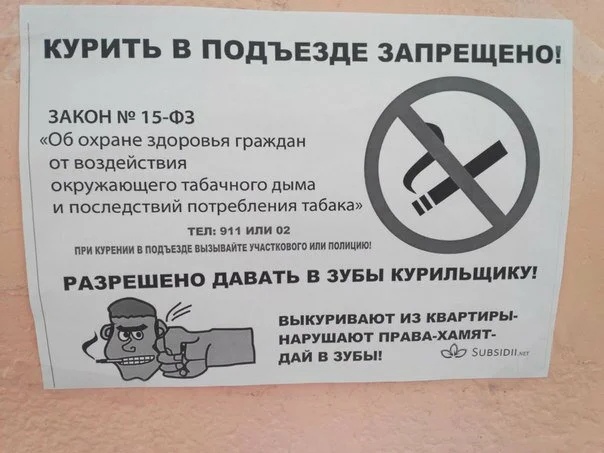 КУРИТЬ В ПОДЪЕЗДЕ ЗАПРЕЩЕНО!
ЗАКОН № 15-ФЗ
«Об охране здоровья граждан
от воздействия
окружающего табачного дыма
и последствий потребления табака»
ТЕЛ: 911 ИЛИ 02
ПРИ КУРЕНИИ В ПОДЪЕЗДЕ ВЫЗЫВАЙТЕ УЧАСТКОВОГО ИЛИ ПОЛИЦИЮ!
РАЗРЕШЕНО ДАВАТЬ В ЗУБЫ КУРИЛЬЩИКУ!
ВЫКУРИВАЮТ ИЗ КВАРТИРЫ-
НАРУШАЮТ ПРАВА-ХАМЯТ-
ДАЙ В ЗУБЫ!
SUBSIDII.NET